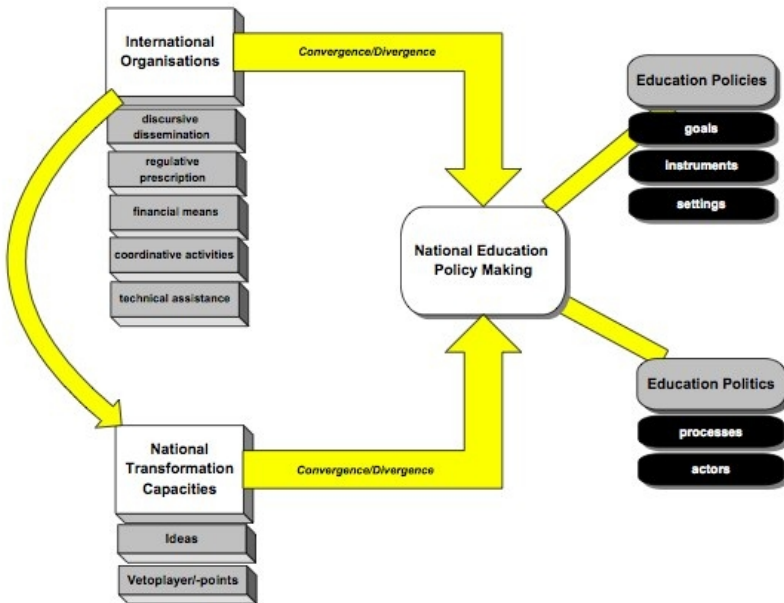 International
Organisations
discursive
dissemination
regulative
prescription
financial means
coordinative activities
technical assistance
Convergence/Divergence
National Education
Policy Making
Education Policies
goals
instruments
settings
Education Politics
processes
actors
National
Transformation
Capacities
Ideas
Vetoplayer/-points
Convergence/Divergence